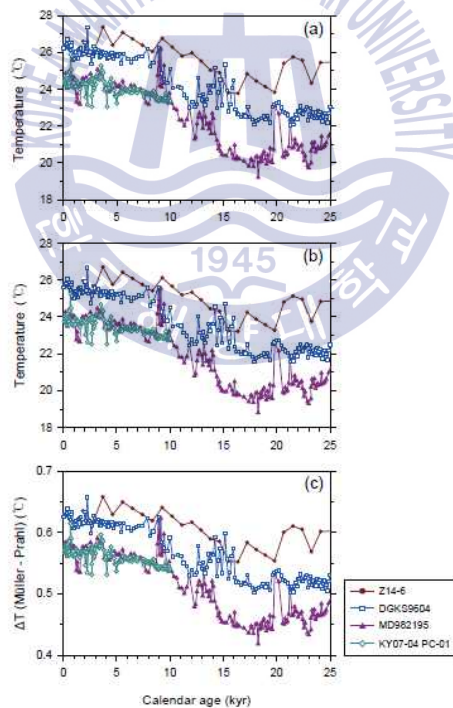 (a)
28
26
24
22
20
18
Temperature (℃)
0 5 10 15 20 25
(b)
28
26
24
22
20
18
Temperature (℃)
0 5 10 15 20 25
(c)
0.7
0.6
0.5
0.4
ΔT (Müller - Prahl) (℃)
0 5 10 15 20 25
Calendar age (kyr)
Z14-6
DGKS9604
MD982195
KY07-04 PC-01
1945
UNIVERSITY